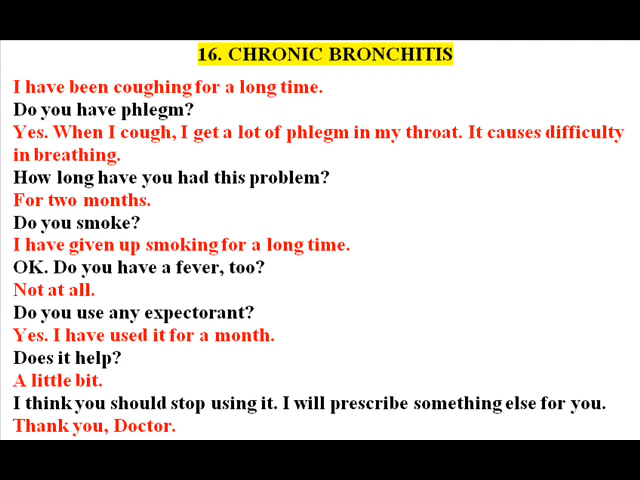 16. CHRONIC BRONCHITIS
I have been coughing for a long time.
Do you have phlegm?
Yes. When I cough, I get a lot of phlegm in my throat. It causes difficulty
in breathing.
How long have you had this problem?
For two months.
Do you smoke?
I have given up smoking for a long time.
OK. Do you have a fever, too?
Not at all.
Do you use any expectorant?
Yes. I have used it for a month.
Does it help?
A little bit.
I think you should stop using it. I will prescribe something else for you.
Thank you, Doctor.